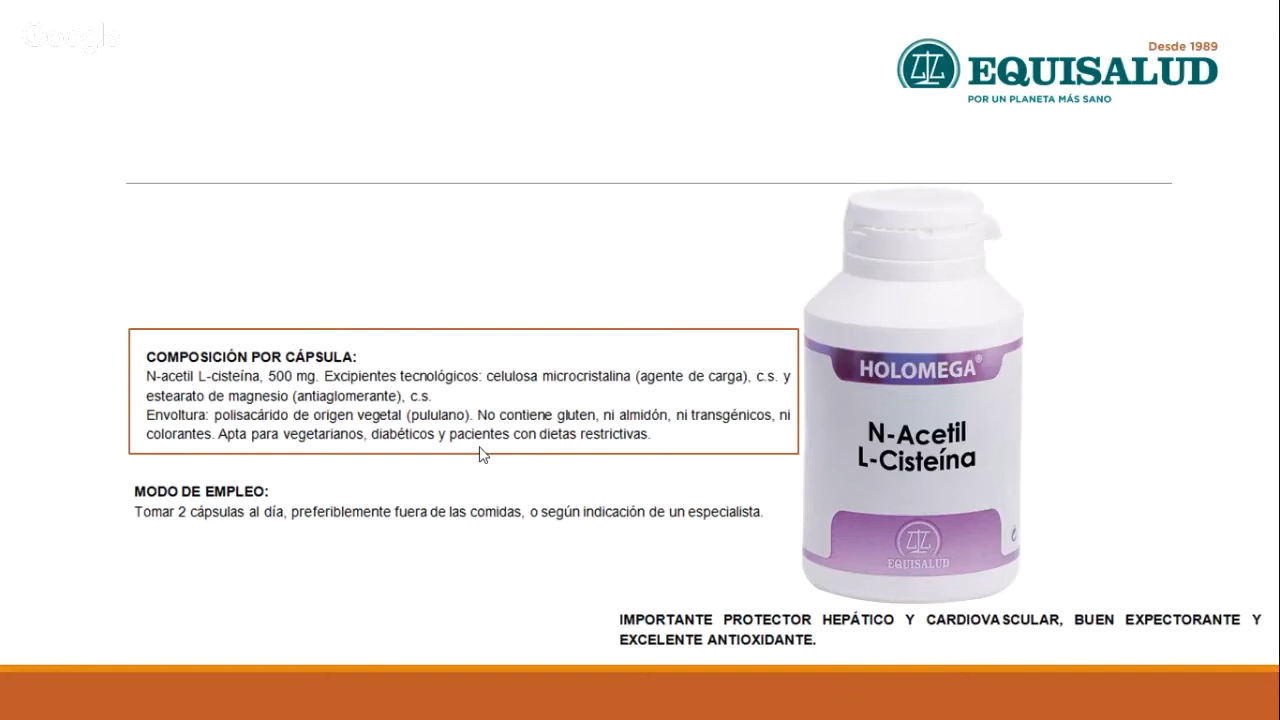 Google
Desde 1989
EQUISALUD
POR UN PLANETA MÁS SANO
COMPOSICIÓN POR CÁPSULA:
N-acetil L-cisteína, 500 mg. Excipientes tecnológicos: celulosa microcristalina (agente de carga), c.s. y
estearato de magnesio (antiaglomerante), c.s.
Envoltura: polisacárido de origen vegetal (pululano). No contiene gluten, ni almidón, ni transgénicos, ni
colorantes. Apta para vegetarianos, diabéticos y pacientes con dietas restrictivas.
MODO DE EMPLEO:
Tomar 2 cápsulas al día, preferiblemente fuera de las comidas, o según indicación de un especialista.
HOLOMEGA®
N-Acetil
L-Cisteína
EQUISALUD
IMPORTANTE PROTECTOR HEPÁTICO Y CARDIOVASCULAR, BUEN EXPECTORANTE Y
EXCELENTE ANTIOXIDANTE.